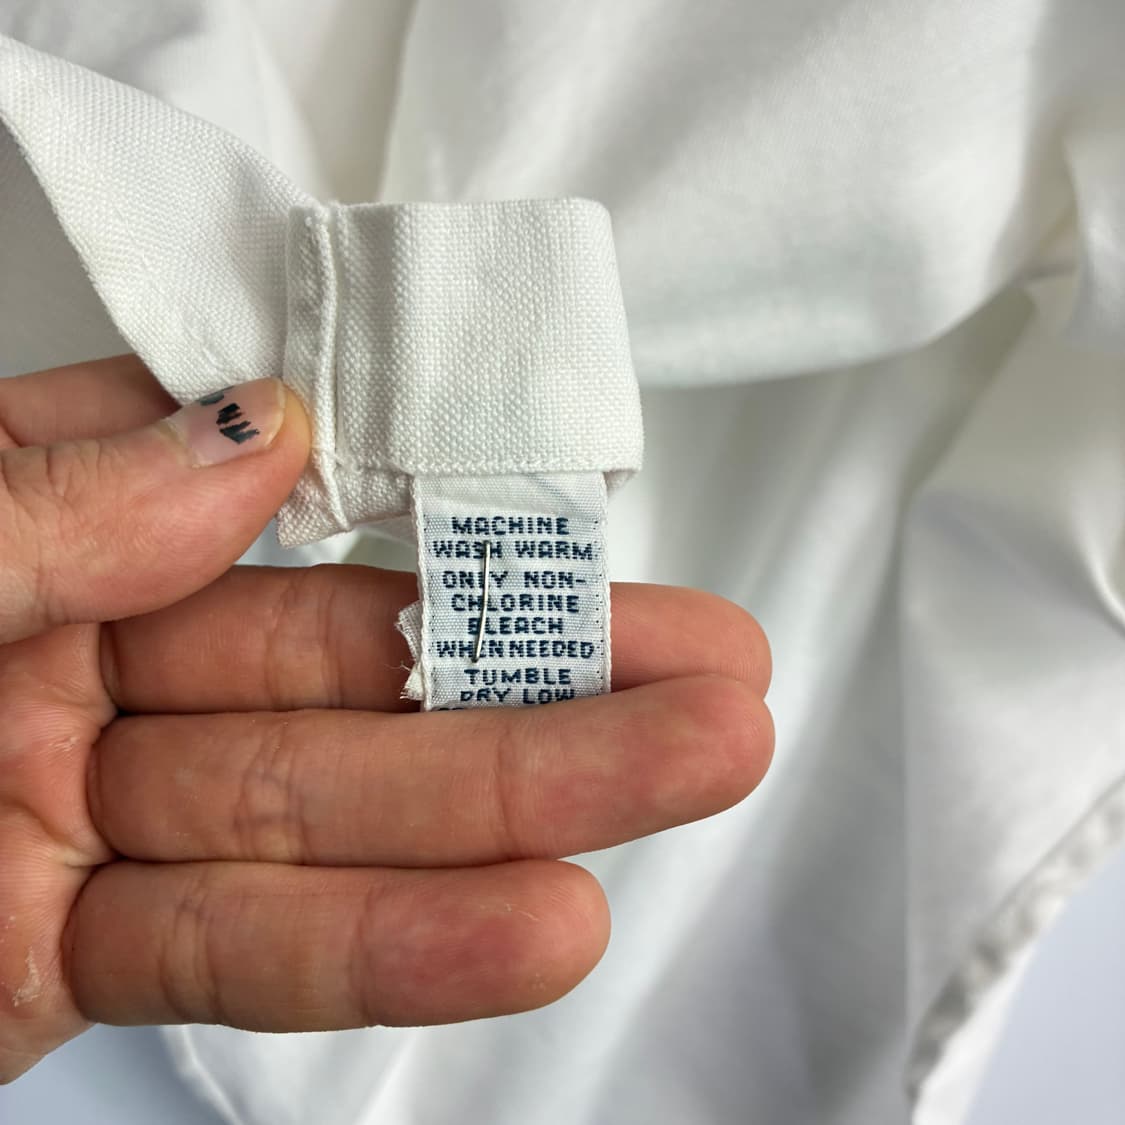 MACHINE
WASH WARM
ONLY NON-
CHLORINE
BLEACH
WHEN NEEDED
TUMBLE
DRY LOW